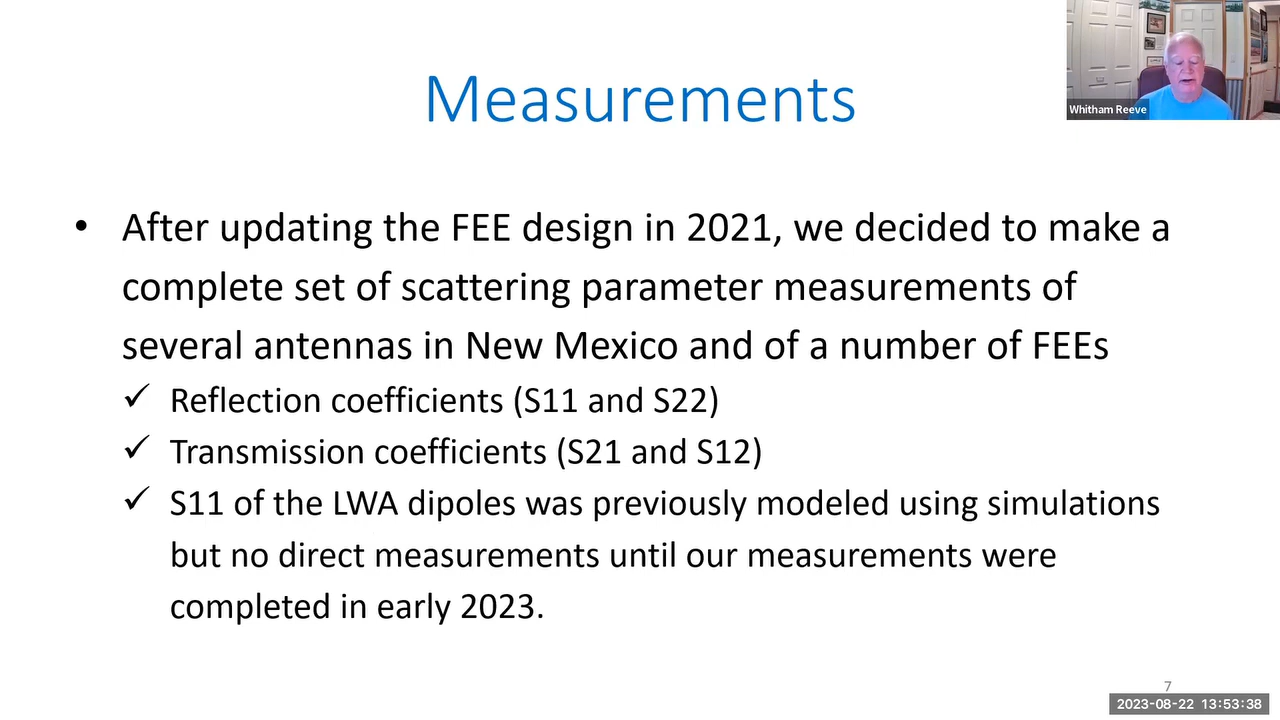 Measurements
Whitham Reeve
• After updating the FEE design in 2021, we decided to make a
complete set of scattering parameter measurements of
several antennas in New Mexico and of a number of FEEs
✓ Reflection coefficients (S11 and S22)
✓ Transmission coefficients (S21 and S12)
✓ S11 of the LWA dipoles was previously modeled using simulations
but no direct measurements until our measurements were
completed in early 2023.
7
2023-08-22 13:53:38